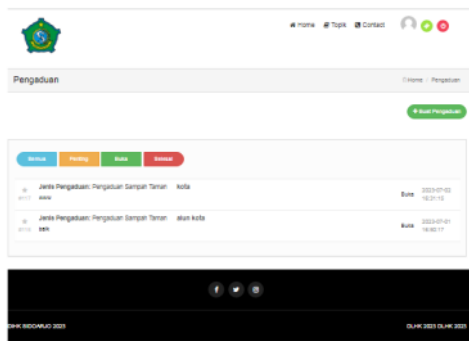 Home Topik Contact
Pengaduan
Home / Pengaduan
+ Buat Pengaduan
Semua Penting Buka Selesai
Jenis Pengaduan: Pengaduan Sampah Taman kota
Buka
2023-07-02
Jenis Pengaduan: Pengaduan Sampah Taman alun kota
Buka
2023-07-01
DLHK SIDOARJO 2023
DLHK 2023 DLHK 2023